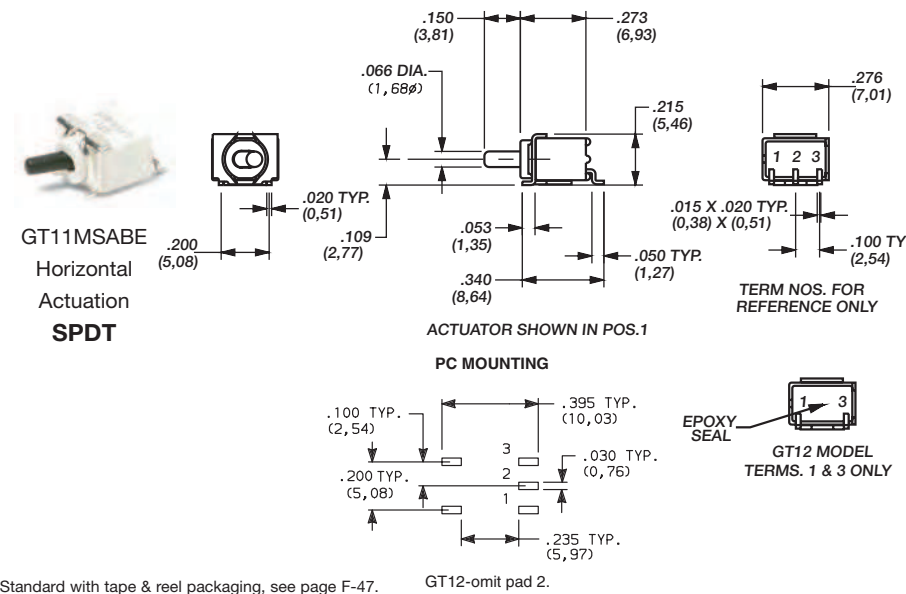 .150
(3,81)
.273
(6,93)
.066 DIA.
(1,68ø)
.215
(5,46)
.276
(7,01)
1 2 3
.020 TYP.
(0,51)
.015 X .020 TYP.
(0,38) X (0,51)
.109
(2,77)
.053
(1,35)
.200
(5,08)
.050 TYP.
(1,27)
.100 TY
(2,54)
.340
(8,64)
GT11MSABE
Horizontal
Actuation
SPDT
TERM NOS. FOR
REFERENCE ONLY
ACTUATOR SHOWN IN POS.1
PC MOUNTING
.100 TYP.
(2,54)
.395 TYP.
(10,03)
3
2
1
.030 TYP.
(0,76)
.200 TYP.
(5,08)
.235 TYP.
(5,97)
1 3
EPOXY
SEAL
GT12 MODEL
TERMS. 1 & 3 ONLY
Standard with tape & reel packaging, see page F-47.
GT12-omit pad 2.